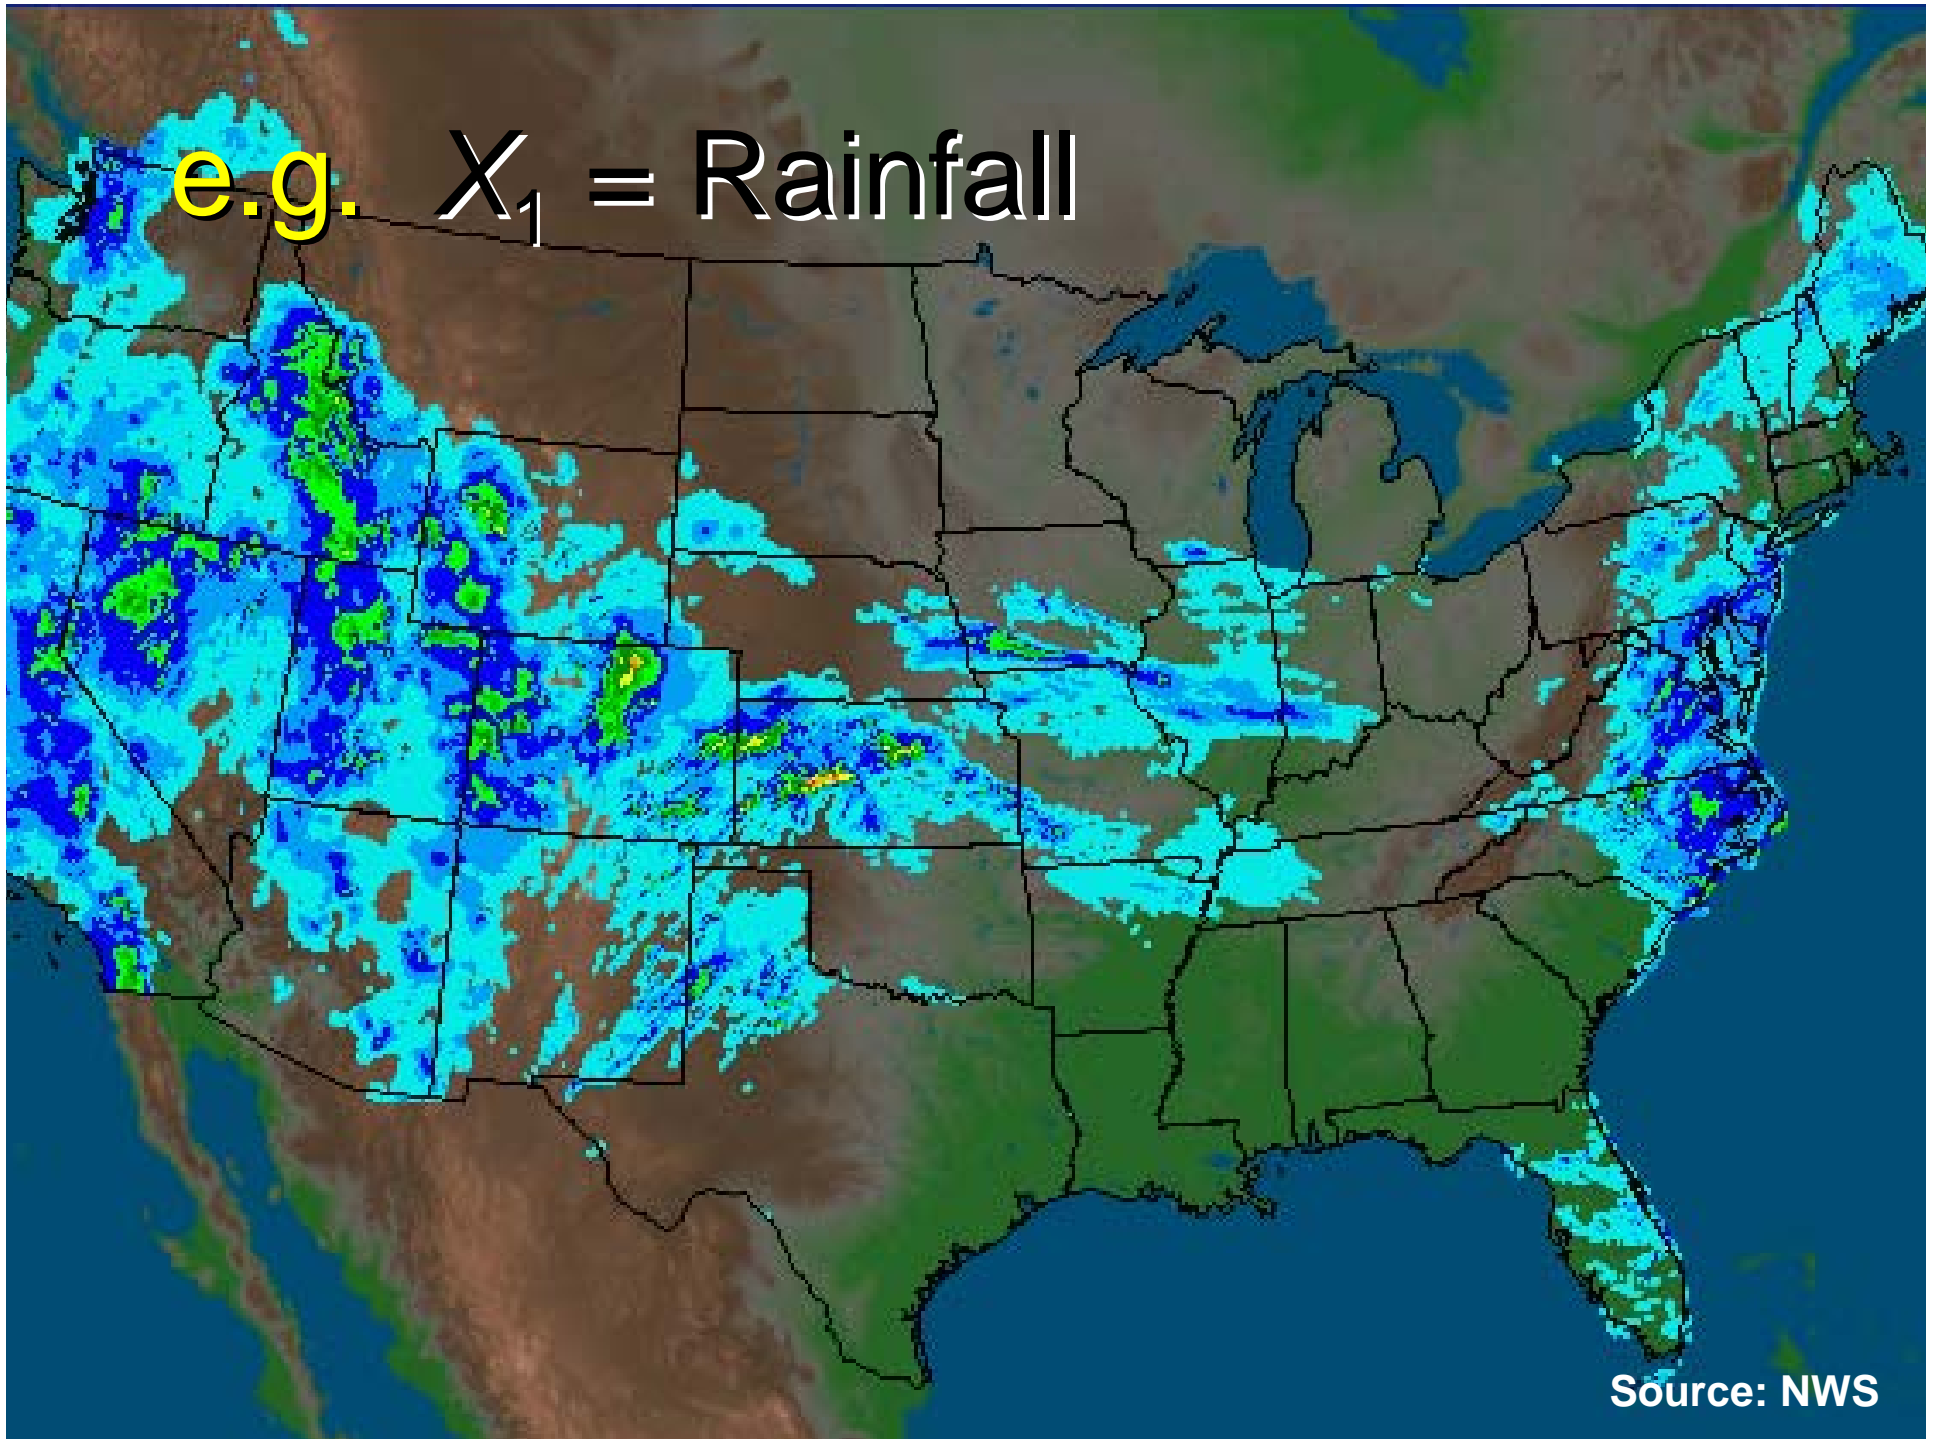 e.g. X₁ = Rainfall
Source: NWS